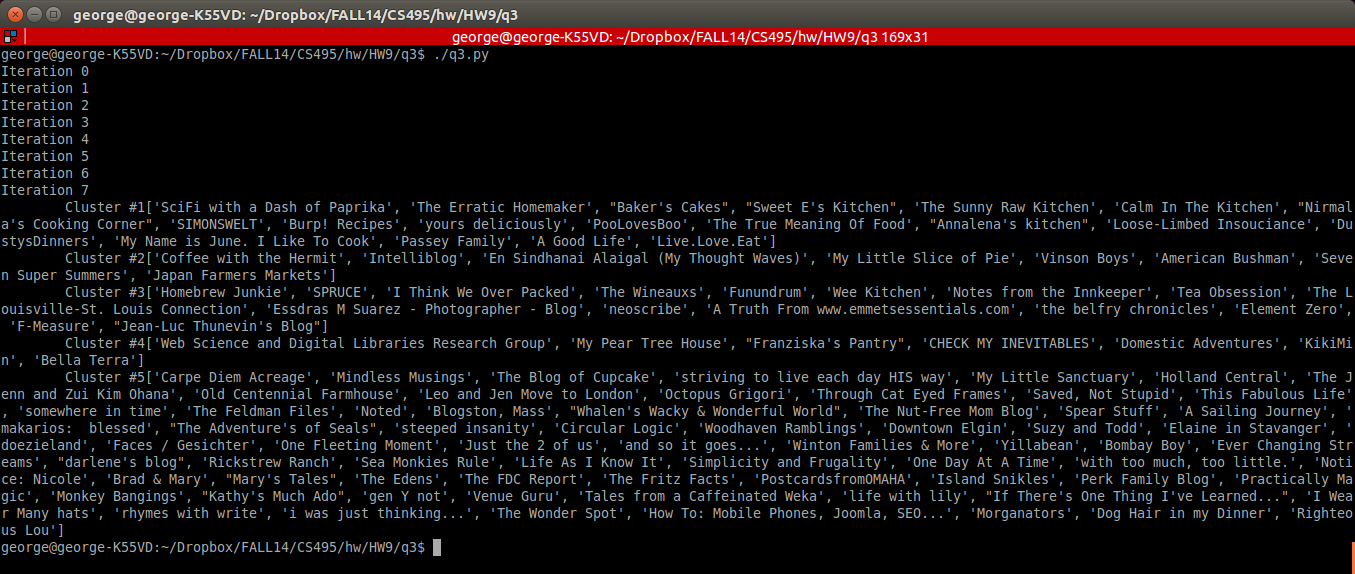 george@george-K55VD: ~/Dropbox/FALL14/CS495/hw/HW9/q3
george@george-K55VD: ~/Dropbox/FALL14/CS495/hw/HW9/q3 169x31
george@george-K55VD:~/Dropbox/FALL14/CS495/hw/HW9/q3$ ./q3.py
Iteration 0
Iteration 1
Iteration 2
Iteration 3
Iteration 4
Iteration 5
Iteration 6
Iteration 7
Cluster #1['SciFi with a Dash of Paprika', 'The Erratic Homemaker', "Baker's Cakes", "Sweet E's Kitchen", 'The Sunny Raw Kitchen', 'Calm In The Kitchen', "Nirmal
a's Cooking Corner", 'SIMONSWELT', 'Burp! Recipes', 'yours deliciously', 'PooLovesBoo', 'The True Meaning Of Food', "Annalena's kitchen", 'Loose-Limbed Insouciance', 'Du
stysDinners', 'My Name is June. I Like To Cook', 'Passey Family', 'A Good Life', 'Live.Love.Eat']
Cluster #2['Coffee with the Hermit', 'Intelliblog', 'En Sindhanai Alaigal (My Thought Waves)', 'My Little Slice of Pie', 'Vinson Boys', 'American Bushman', 'Seve
n Super Summers', 'Japan Farmers Markets']
Cluster #3['Homebrew Junkie', 'SPRUCE', 'I Think We Over Packed', 'The Wineauxs', 'Funundrum', 'Wee Kitchen', 'Notes from the Innkeeper', 'Tea Obsession', 'The L
ouisville-St. Louis Connection', 'Essdras M Suarez - Photographer - Blog', 'neoscribe', 'A Truth From www.emmetsessentials.com', 'the belfry chronicles', 'Element Zero',
'F-Measure', "Jean-Luc Thunevin's Blog"]
Cluster #4['Web Science and Digital Libraries Research Group', 'My Pear Tree House', "Franziska's Pantry", 'CHECK MY INEVITABLES', 'Domestic Adventures', 'KikiMi
n', 'Bella Terra']
Cluster #5['Carpe Diem Acreage', 'Mindless Musings', 'The Blog of Cupcake', 'striving to live each day HIS way', 'My Little Sanctuary', 'Holland Central', 'The J
enn and Zui Kim Ohana', 'Old Centennial Farmhouse', 'Leo and Jen Move to London', 'Octopus Grigori', 'Through Cat Eyed Frames', 'Saved, Not Stupid', 'This Fabulous Life'
, 'somewhere in time', 'The Feldman Files', 'Noted', 'Blogston, Mass', "Whalen's Wacky & Wonderful World", 'The Nut-Free Mom Blog', 'Spear Stuff', 'A Sailing Journey', '
makarios:  blessed', "The Adventure's of Seals", 'steeped insanity', 'Circular Logic', 'Woodhaven Ramblings', 'Downtown Elgin', 'Suzy and Todd', 'Elaine in Stavanger', '
doezieland', 'Faces / Gesichter', 'One Fleeting Moment', 'Just the 2 of us', 'and so it goes...', 'Winton Families & More', 'Yillabean', 'Bombay Boy', 'Ever Changing Str
eams', "darlene's blog", 'Rickstrew Ranch', 'Sea Monkies Rule', 'Life As I Know It', 'Simplicity and Frugality', 'One Day At A Time', 'with too much, too little.', 'Noti
ce: Nicole', 'Brad & Mary', "Mary's Tales", 'The Edens', 'The FDC Report', 'The Fritz Facts', 'PostcardsfromOMAHA', 'Island Snikles', 'Perk Family Blog', 'Practically Ma
gic', 'Monkey Bangings', "Kathy's Much Ado", 'gen Y not', 'Venue Guru', 'Tales from a Caffeinated Weka', 'life with lily', "If There's One Thing I've Learned...", 'I Wea
r Many hats', 'rhymes with write', 'i was just thinking...', 'The Wonder Spot', 'How To: Mobile Phones, Joomla, SEO...', 'Morganators', 'Dog Hair in my Dinner', 'Righteo
us Lou']
george@george-K55VD:~/Dropbox/FALL14/CS495/hw/HW9/q3$